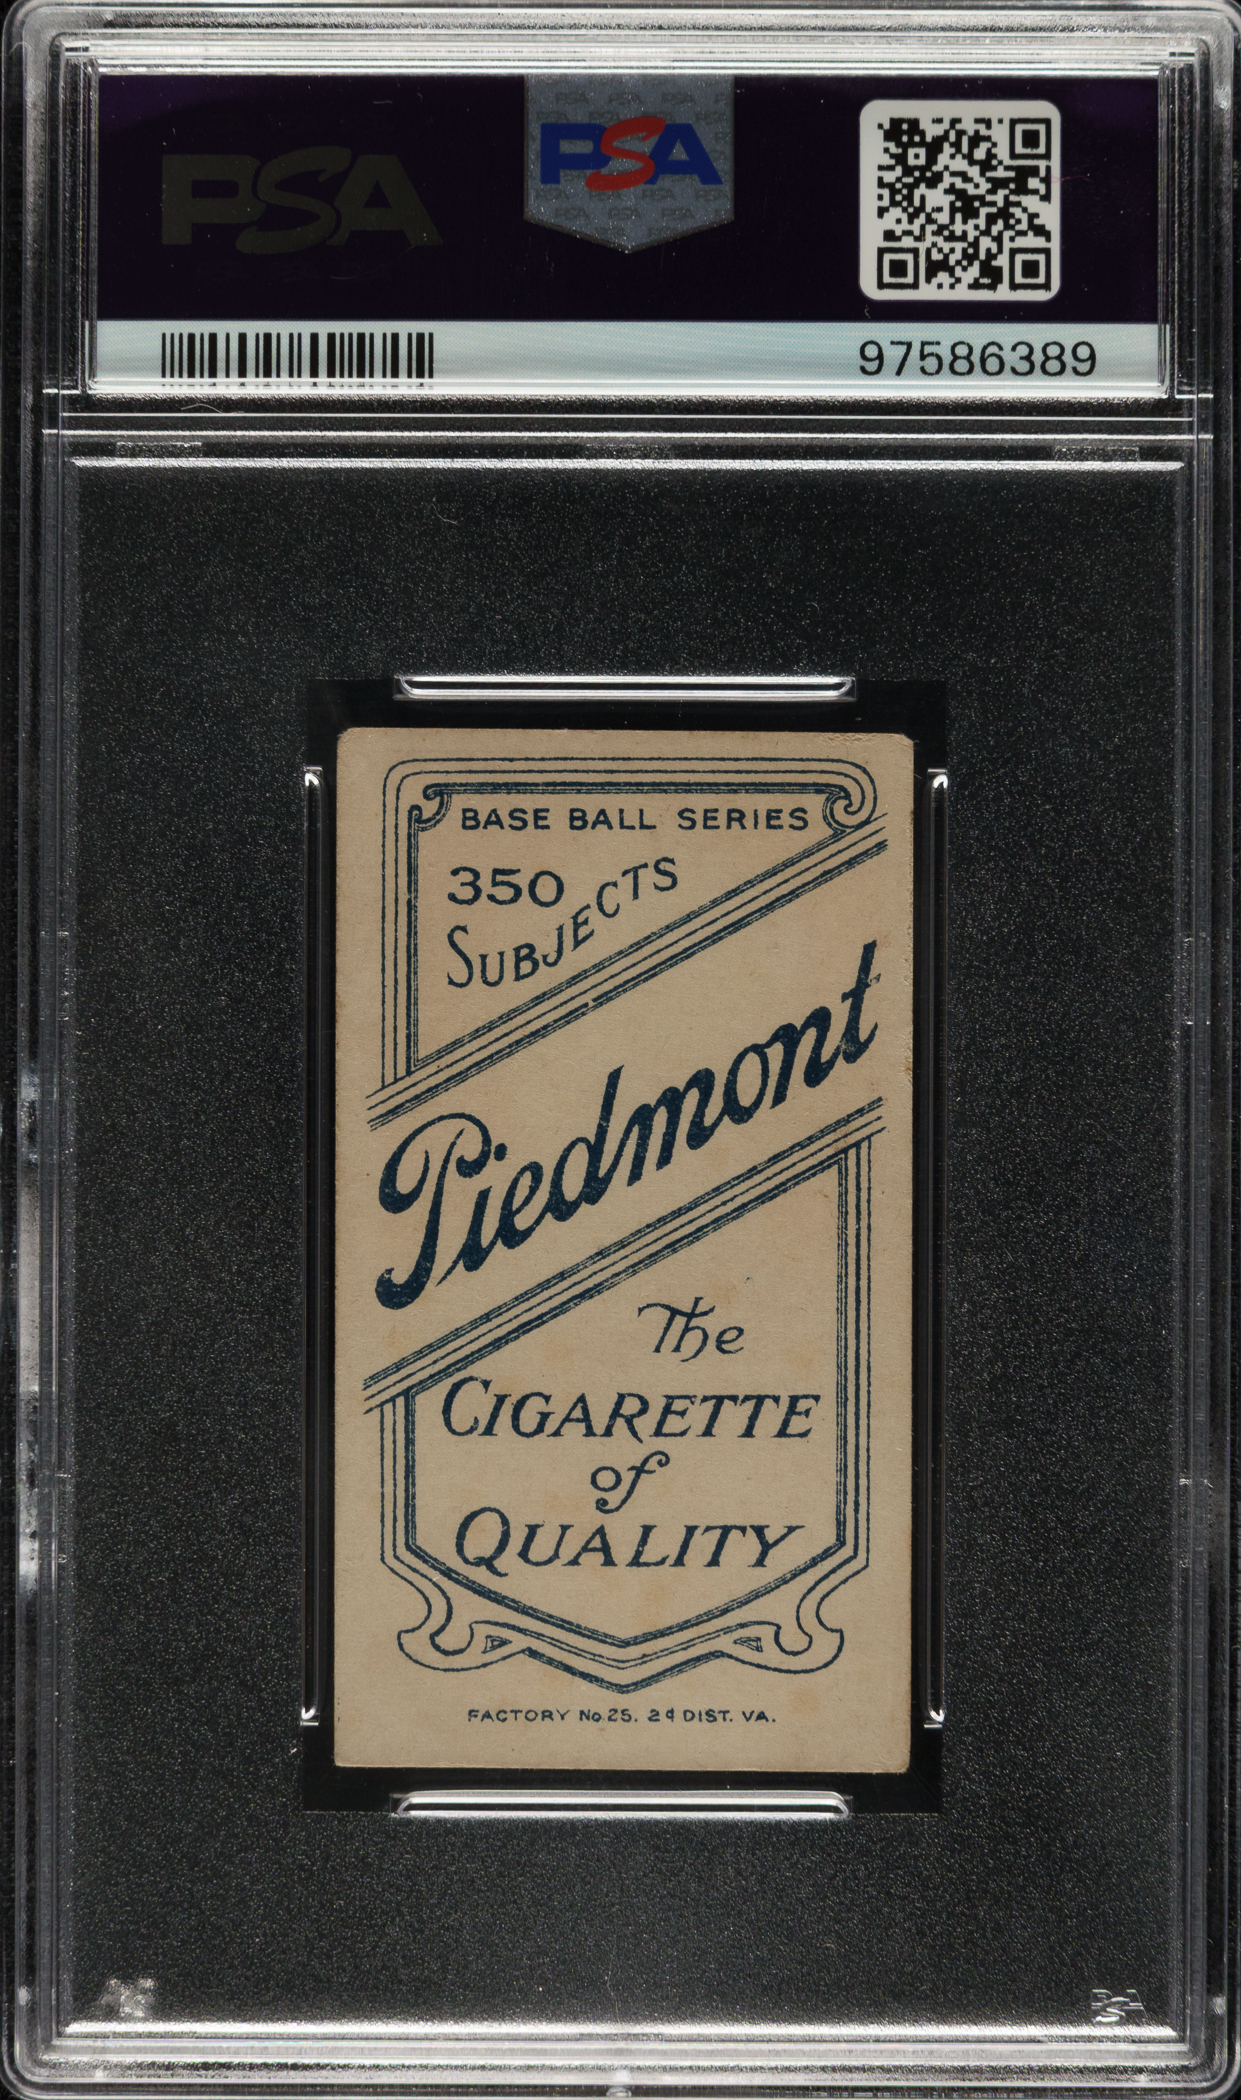 PSA
PSA
97586389
BASE BALL SERIES
350
SUBJECTS
Piedmont
The
CIGARETTE
of
QUALITY
FACTORY No 25. 2d DIST. VA.
PSA